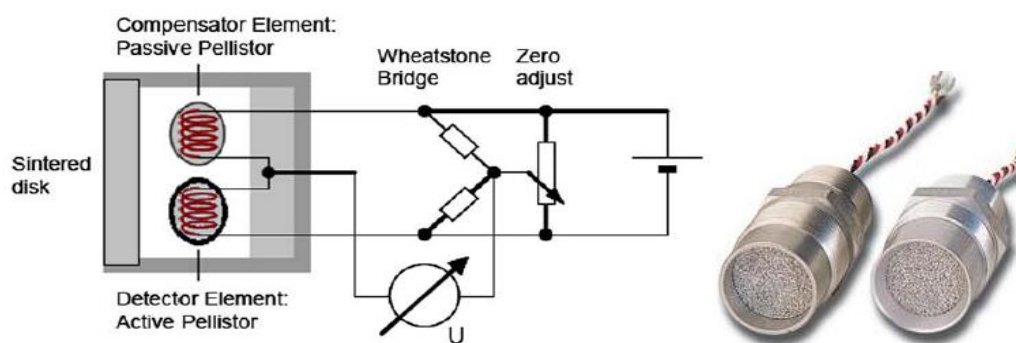 Compensator Element:
Passive Pellistor
Wheatstone
Bridge
Zero
adjust
Sintered
disk
Detector Element:
Active Pellistor
U